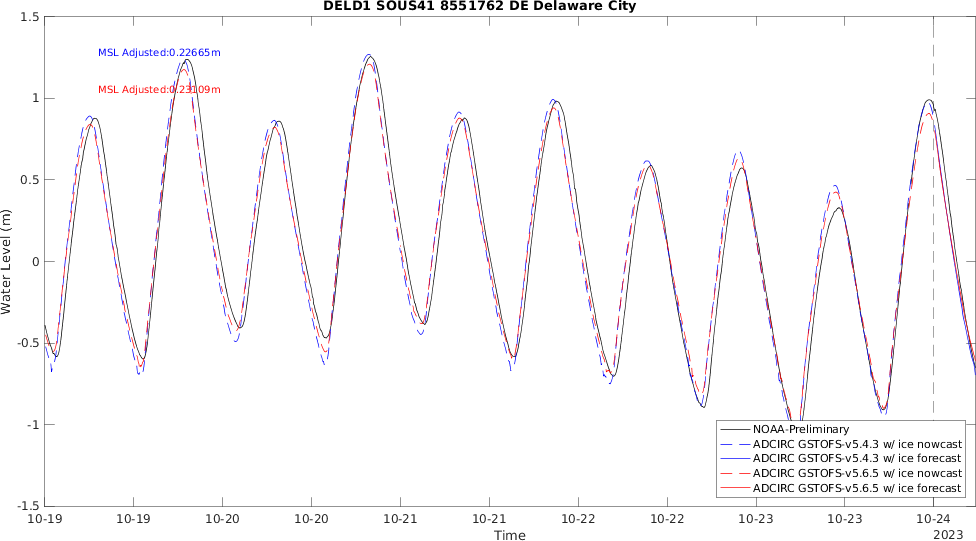 DELD1 SOUS41 8551762 DE Delaware City
MSL Adjusted:0.22665m
MSL Adjusted:0.23109m
Water Level (m)
1.5
1
0.5
0
-0.5
-1
-1.5
NOAA-Preliminary
ADCIRC GSTOFS-v5.4.3 w/ ice nowcast
ADCIRC GSTOFS-v5.4.3 w/ ice forecast
ADCIRC GSTOFS-v5.6.5 w/ ice nowcast
ADCIRC GSTOFS-v5.6.5 w/ ice forecast
10-19 10-19 10-20 10-20 10-21 10-21 10-22 10-22 10-23 10-23 10-24
2023
Time